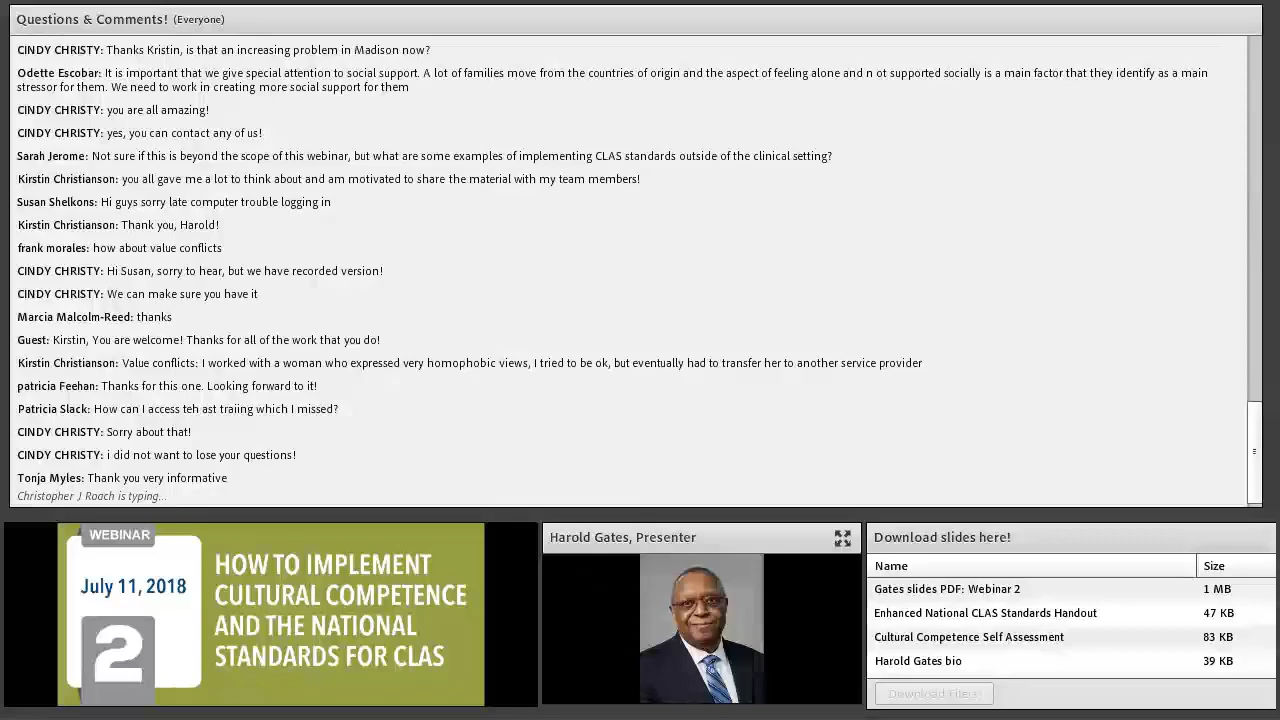 Questions & Comments! (Everyone)
CINDY CHRISTY: Thanks Kristin, is that an increasing problem in Madison now?
Odette Escobar: It is important that we give special attention to social support. A lot of families move from the countries of origin and the aspect of feeling alone and n ot supported socially is a main factor that they identify as a main
stressor for them. We need to work in creating more social support for them
CINDY CHRISTY: you are all amazing!
CINDY CHRISTY: yes, you can contact any of us!
Sarah Jerome: Not sure if this is beyond the scope of this webinar, but what are some examples of implementing CLAS standards outside of the clinical setting?
Kirstin Christianson: you all gave me a lot to think about and am motivated to share the material with my team members!
Susan Shelkons: Hi guys sorry late computer trouble logging in
Kirstin Christianson: Thank you, Harold!
frank morales: how about value conflicts
CINDY CHRISTY: Hi Susan, sorry to hear, but we have recorded version!
CINDY CHRISTY: We can make sure you have it
Marcia Malcolm-Reed: thanks
Guest: Kirstin, You are welcome! Thanks for all of the work that you do!
Kirstin Christianson: Value conflicts: I worked with a woman who expressed very homophobic views, I tried to be ok, but eventually had to transfer her to another service provider
patricia Feehan: Thanks for this one. Looking forward to it!
Patricia Slack: How can I access teh ast traiing which I missed?
CINDY CHRISTY: Sorry about that!
CINDY CHRISTY: i did not want to lose your questions!
Tonja Myles: Thank you very informative
Christopher J Roach is typing...
WEBINAR
July 11, 2018
2
HOW TO IMPLEMENT
CULTURAL COMPETENCE
AND THE NATIONAL
STANDARDS FOR CLAS
Harold Gates, Presenter
Download slides here!
Name Size
Gates slides PDF: Webinar 2 1 MB
Enhanced National CLAS Standards Handout 47 KB
Cultural Competence Self Assessment 83 KB
Harold Gates bio 39 KB
Download File(s)